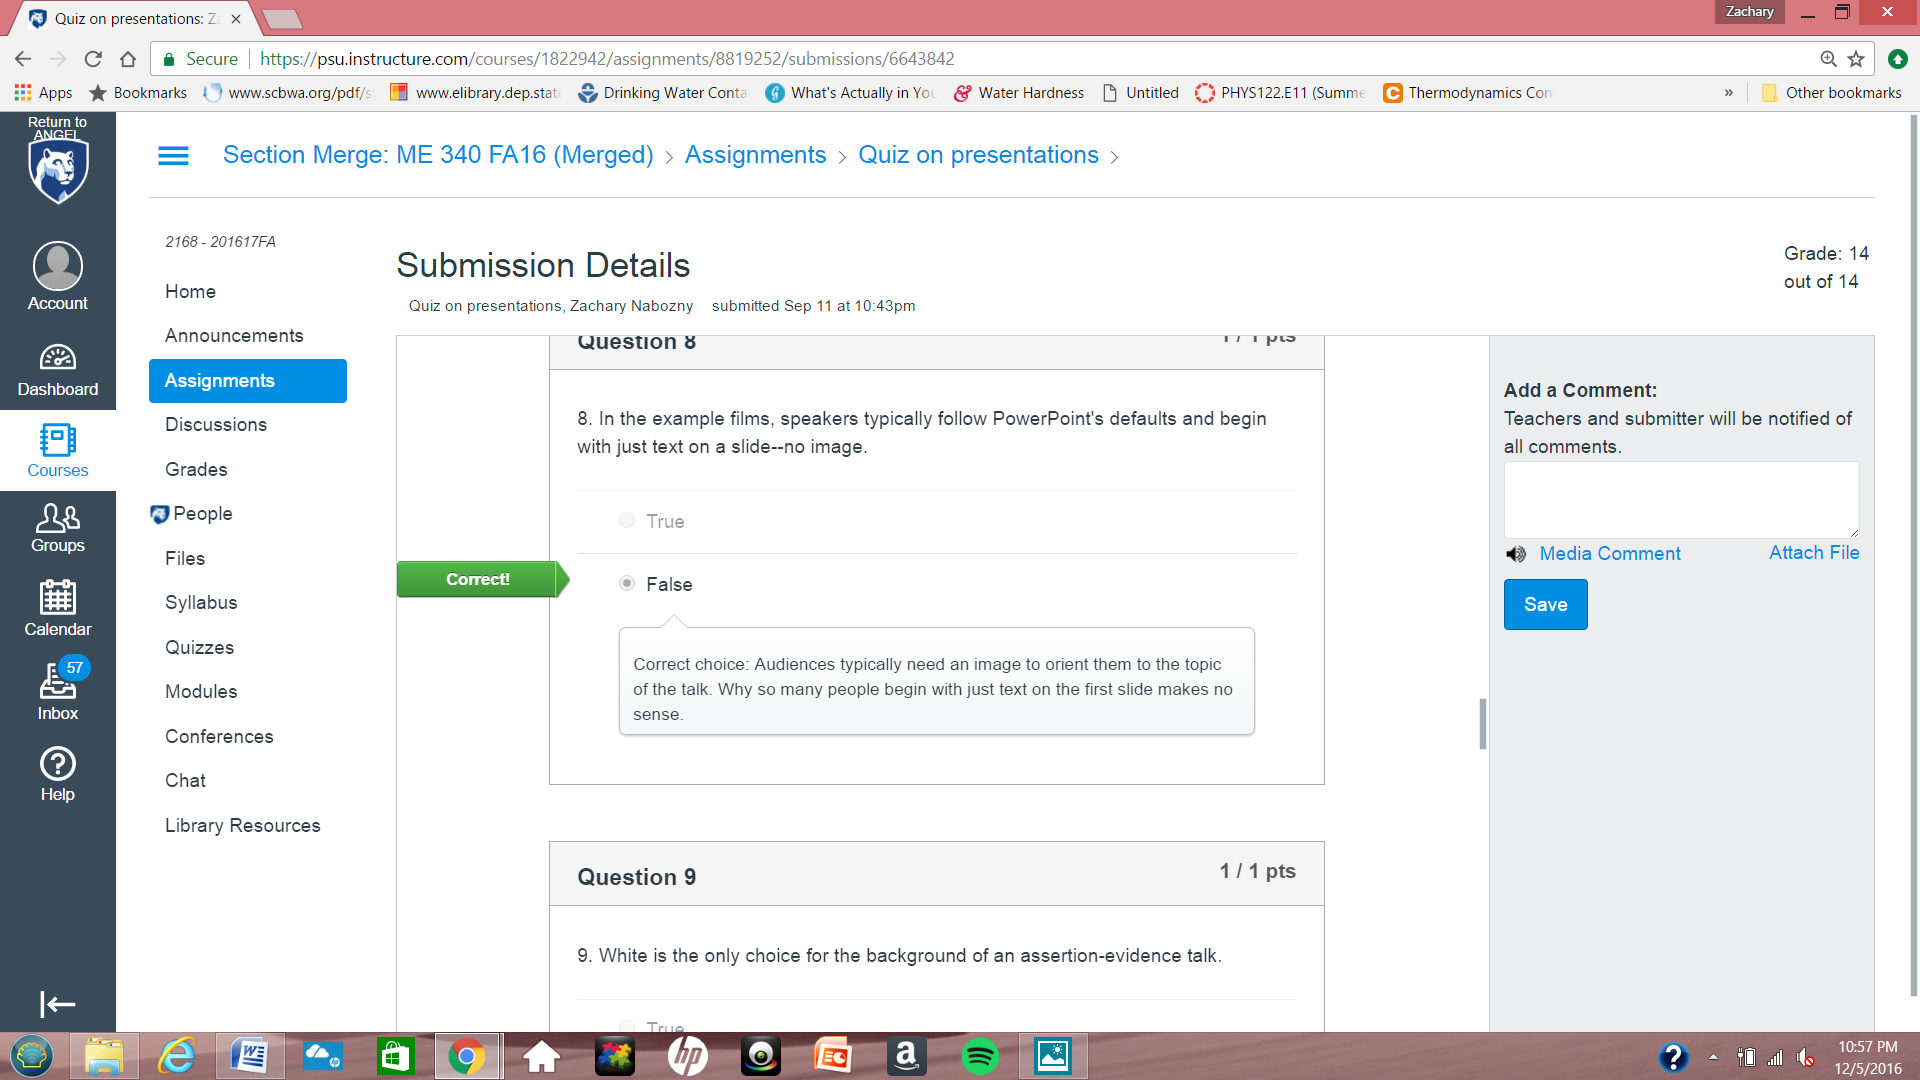 Quiz on presentations: Z
Zachary
Secure
https://psu.instructure.com/courses/1822942/assignments/8819252/submissions/6643842
Apps
Bookmarks
www.scbwa.org/pdf/s
www.elibrary.dep.stat
Drinking Water Conta
What's Actually in You
Water Hardness
Untitled
PHYS122.E11 (Summe
Thermodynamics Con
»
Other bookmarks
Return to
ANGEL
Account
Dashboard
Courses
Groups
Calendar
57
Inbox
Help
Section Merge: ME 340 FA16 (Merged) > Assignments > Quiz on presentations >
2168 - 201617FA
Home
Announcements
Assignments
Discussions
Grades
People
Files
Syllabus
Quizzes
Modules
Conferences
Chat
Library Resources
Submission Details
Quiz on presentations, Zachary Nabozny submitted Sep 11 at 10:43pm
Grade: 14
out of 14
Question 8
1 / 1 pts
8. In the example films, speakers typically follow PowerPoint's defaults and begin
with just text on a slide--no image.
True
Correct!
False
Correct choice: Audiences typically need an image to orient them to the topic
of the talk. Why so many people begin with just text on the first slide makes no
sense.
Question 9
1 / 1 pts
9. White is the only choice for the background of an assertion-evidence talk.
True
Add a Comment:
Teachers and submitter will be notified of
all comments.
Media Comment
Attach File
Save
10:57 PM
12/5/2016